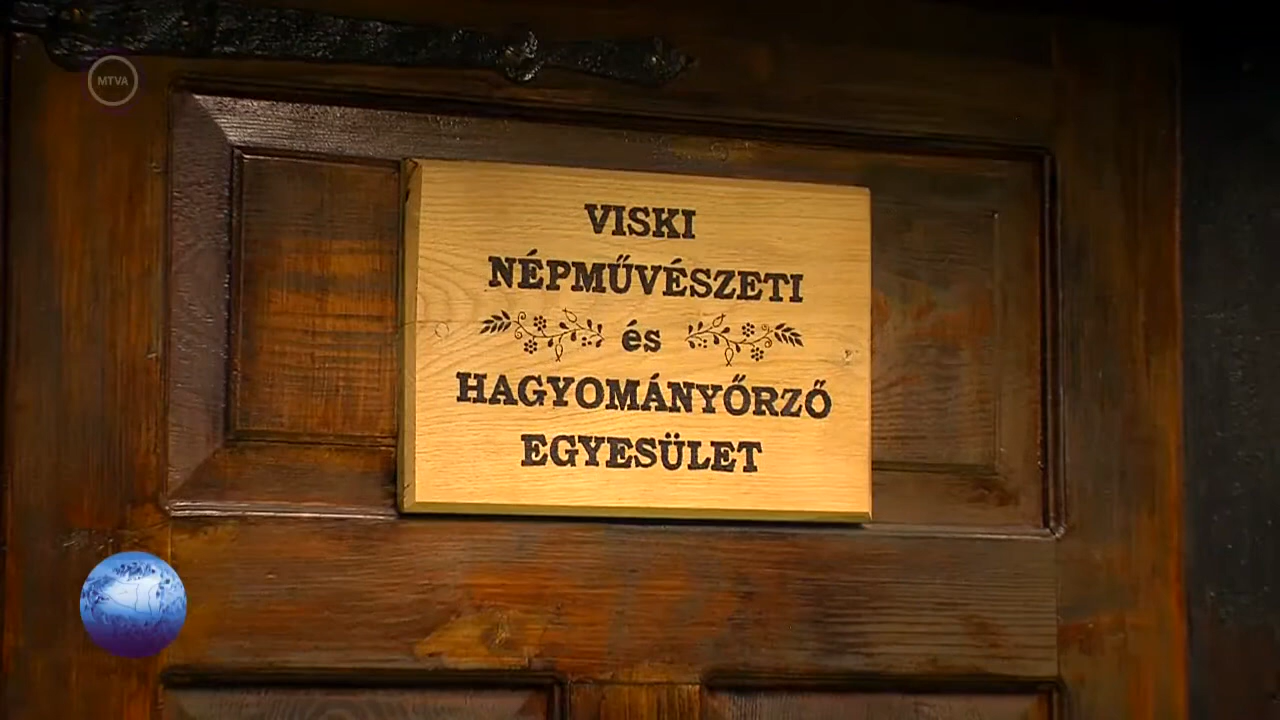 MTVA
VISKI
NÉPMŰVÉSZETI
és
HAGYOMÁNYŐRZŐ
EGYESÜLET